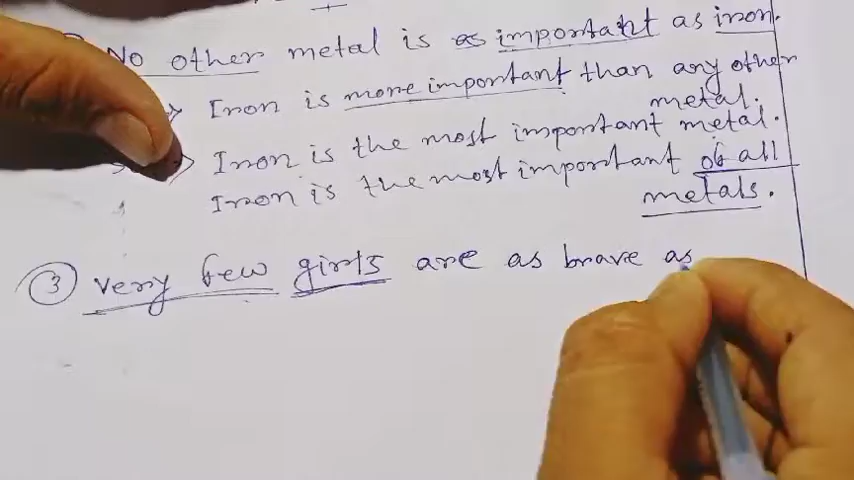 No other metal is as important as iron.
Iron is more important than any other
metal.
Iron is the most important metal.
Iron is the most important of all
metals.
③ very few girls are as brave as